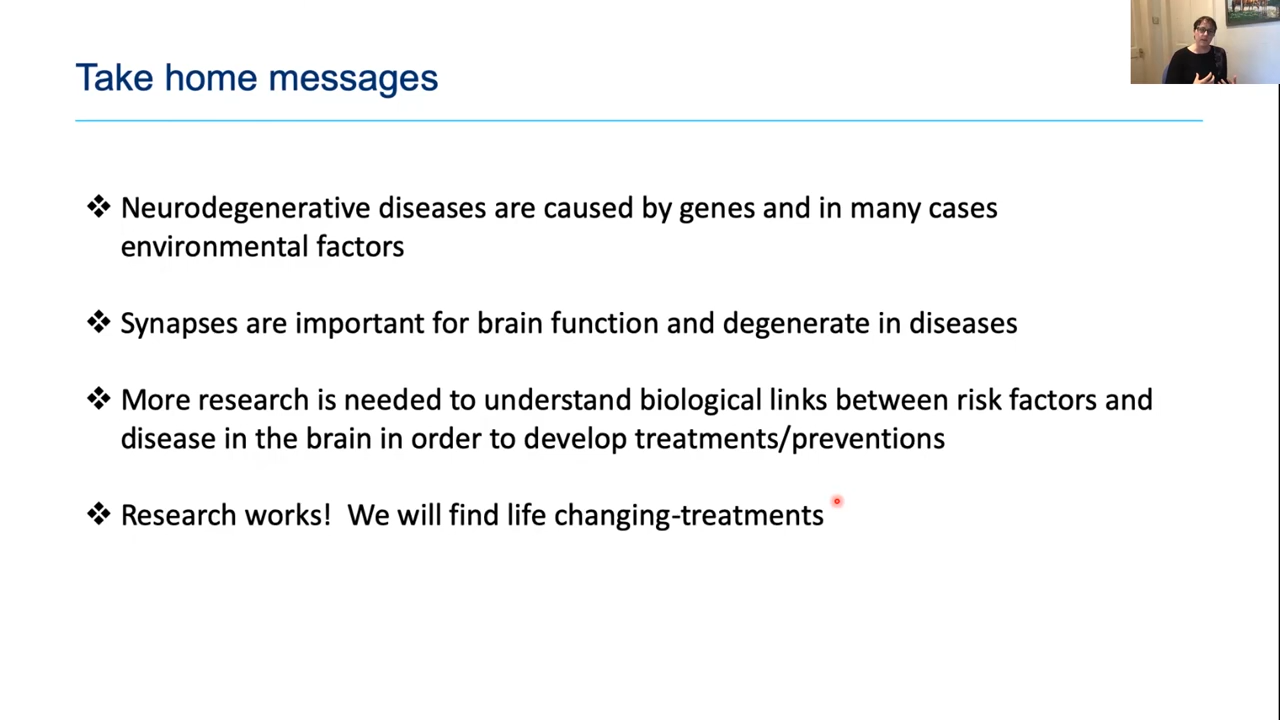 Take home messages
❖ Neurodegenerative diseases are caused by genes and in many cases
environmental factors
❖ Synapses are important for brain function and degenerate in diseases
❖ More research is needed to understand biological links between risk factors and
disease in the brain in order to develop treatments/preventions
❖ Research works!  We will find life changing-treatments